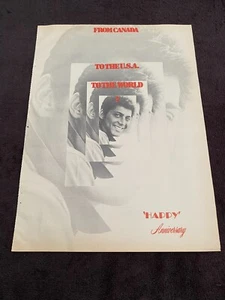 FROM CANADA
TO THE U.S.A.
TO THE WORLD
'HAPPY'
Anniversary